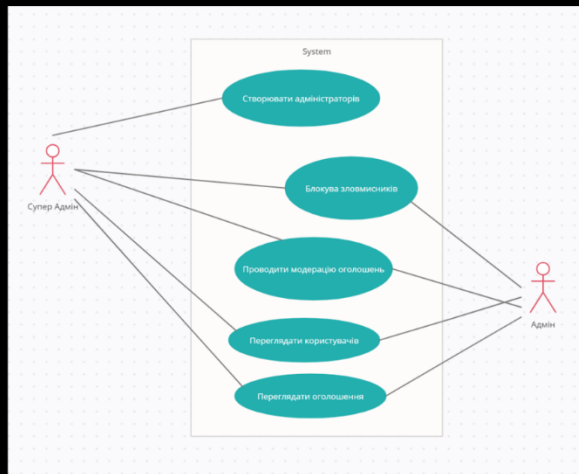 System
Створювати адміністраторів
Блокува зловмисників
Супер Адмін
Проводити модерацію оголошень
Адмін
Переглядати користувачів
Переглядати оголошення